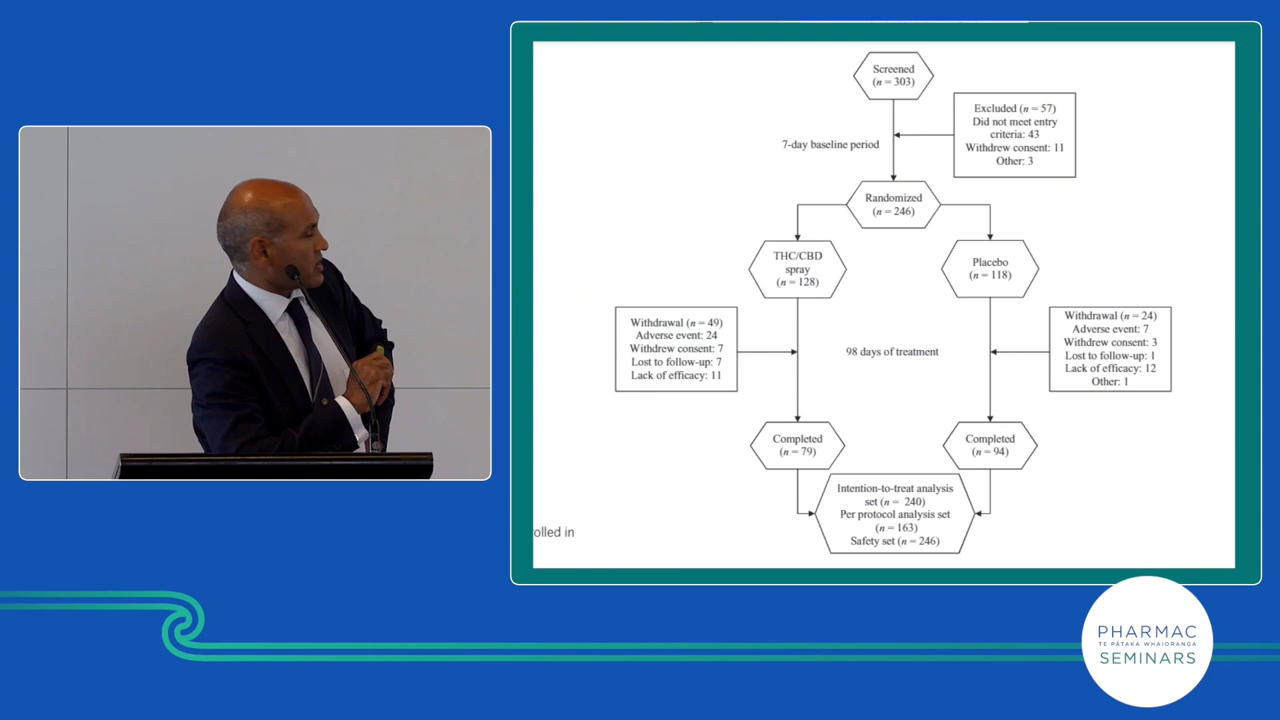 Screened
(n = 303)
Excluded (n = 57)
Did not meet entry
criteria: 43
Withdrew consent: 11
Other: 3
7-day baseline period
Randomized
(n = 246)
THC/CBD
spray
(n = 128)
Placebo
(n = 118)
Withdrawal (n = 49)
Adverse event: 24
Withdrew consent: 7
Lost to follow-up: 7
Lack of efficacy: 11
98 days of treatment
Withdrawal (n = 24)
Adverse event: 7
Withdrew consent: 3
Lost to follow-up: 1
Lack of efficacy: 12
Other: 1
Completed
(n = 79)
Completed
(n = 94)
Intention-to-treat analysis
set (n = 240)
Per protocol analysis set
(n = 163)
Safety set (n = 246)
olled in
PHARMAC
TE PĀTAKA WHAIORANGA
SEMINARS